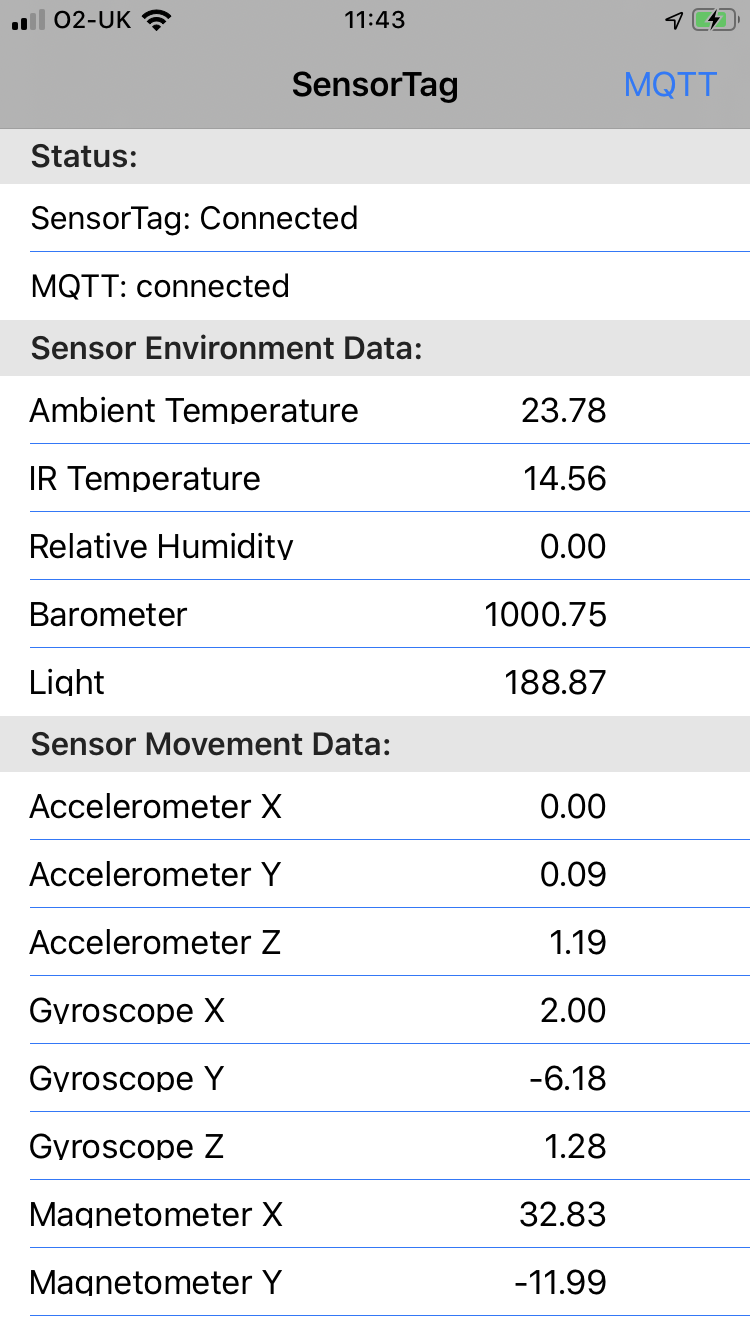 O2-UK 11:43
SensorTag MQTT
Status:
SensorTag: Connected
MQTT: connected
Sensor Environment Data:
Ambient Temperature 23.78
IR Temperature 14.56
Relative Humidity 0.00
Barometer 1000.75
Light 188.87
Sensor Movement Data:
Accelerometer X 0.00
Accelerometer Y 0.09
Accelerometer Z 1.19
Gyroscope X 2.00
Gyroscope Y -6.18
Gyroscope Z 1.28
Magnetometer X 32.83
Magnetometer Y -11.99